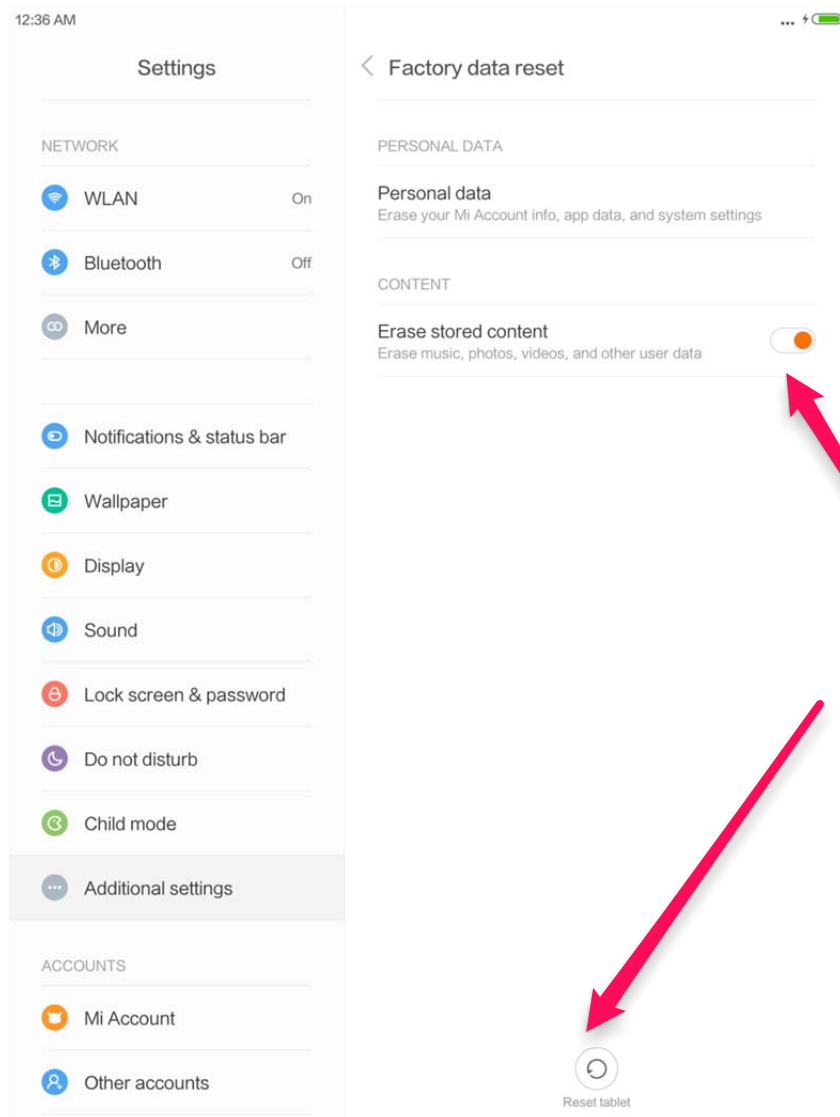 12:36 AM
Settings
NETWORK
WLAN On
Bluetooth Off
More
Notifications & status bar
Wallpaper
Display
Sound
Lock screen & password
Do not disturb
Child mode
Additional settings
ACCOUNTS
Mi Account
Other accounts
Factory data reset
PERSONAL DATA
Personal data
Erase your Mi Account info, app data, and system settings
CONTENT
Erase stored content
Erase music, photos, videos, and other user data
Reset tablet